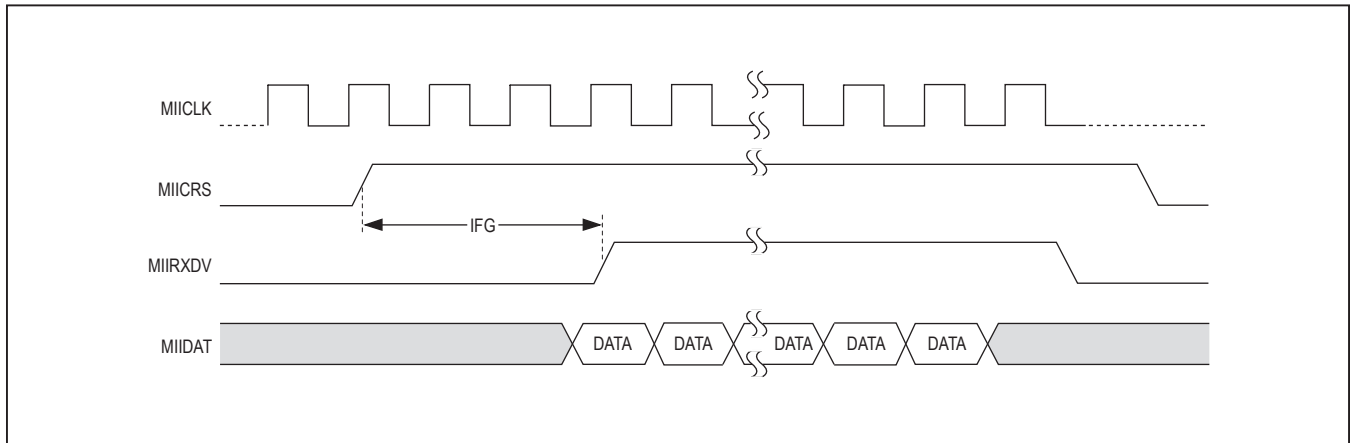 MIICLK
MIICRS
IFG
MIIRXDV
MIIDAT DATA DATA DATA DATA DATA